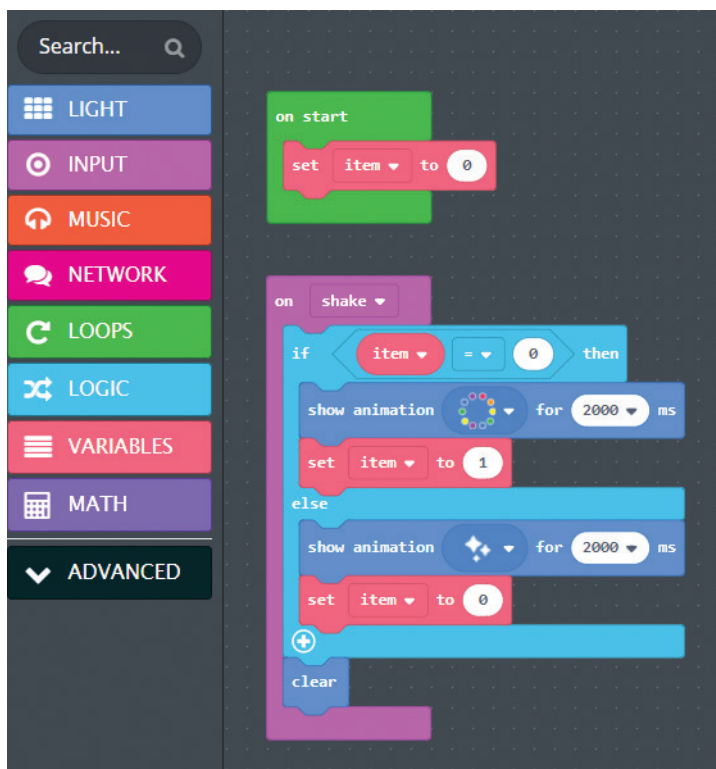 Search...
LIGHT
INPUT
MUSIC
NETWORK
LOOPS
LOGIC
VARIABLES
MATH
ADVANCED
on start
set item to 0
on shake
if item = 0 then
show animation for 2000 ms
set item to 1
else
show animation for 2000 ms
set item to 0
clear